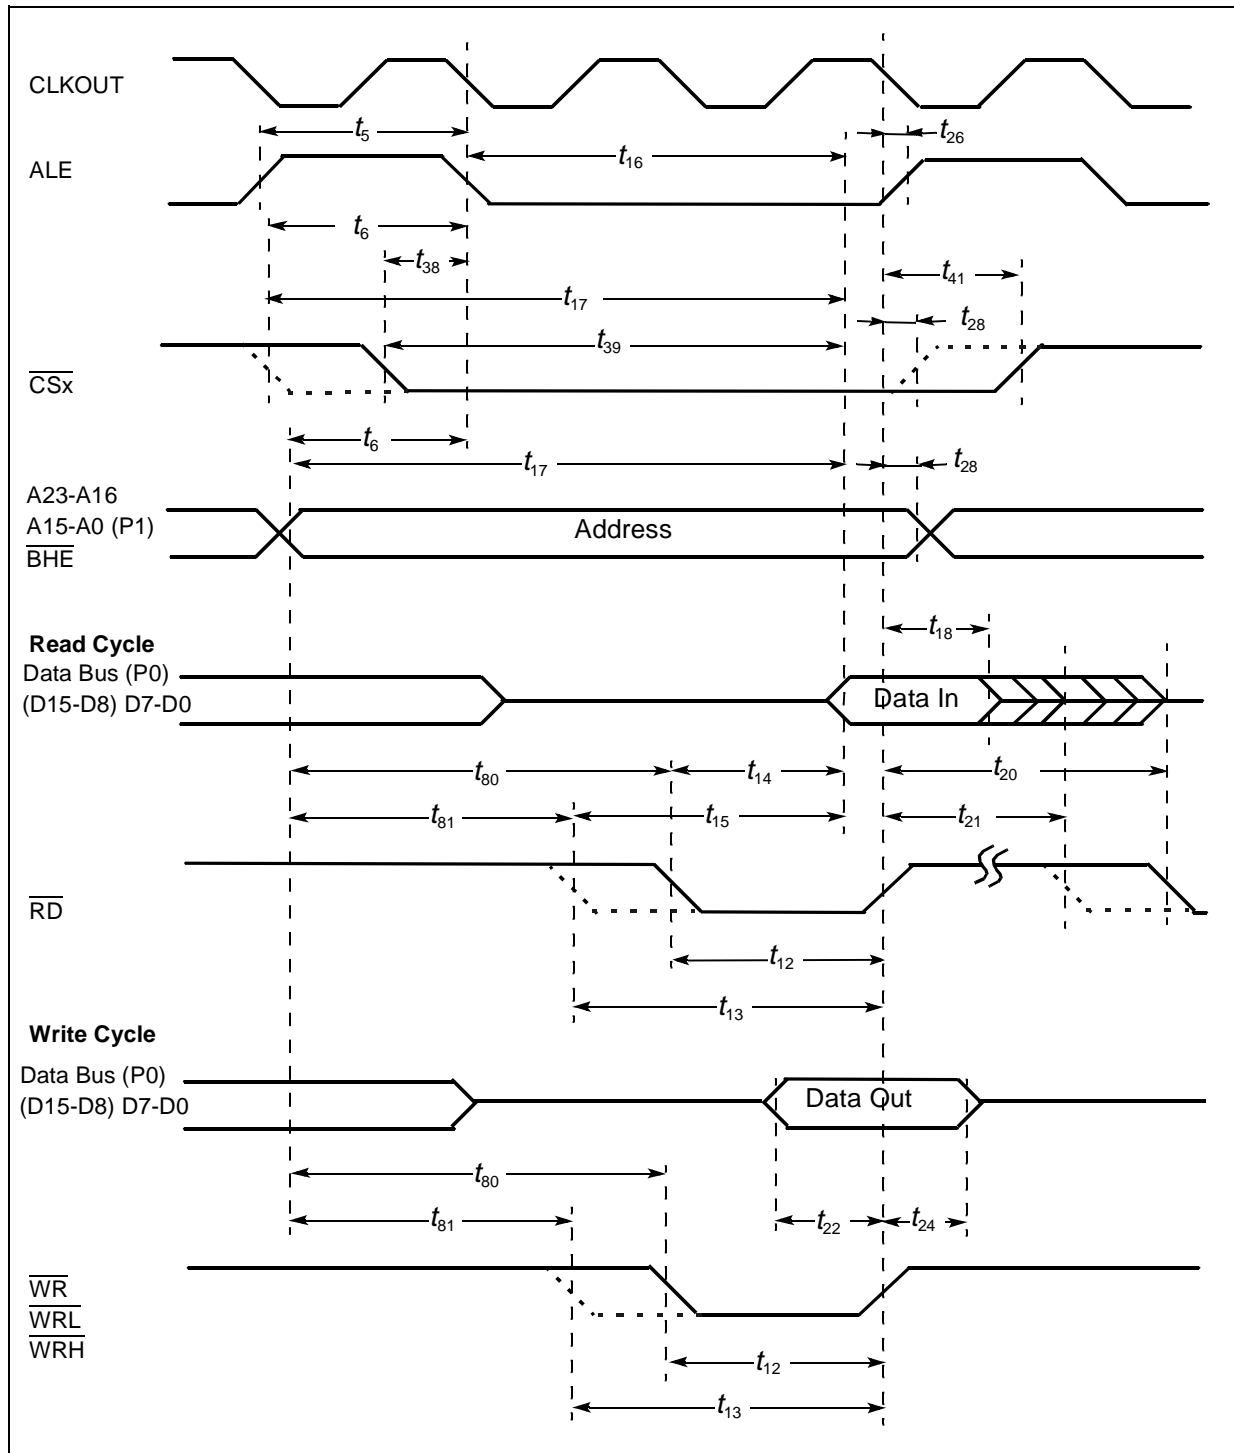 CLKOUT
t5
t26
ALE
t16
t6
t38
t41
t17
t28
t39
CSx
t6
t17
t28
A23-A16
A15-A0 (P1)
Address
BHE
t18
Read Cycle
Data Bus (P0)
(D15-D8) D7-D0
Data In
t80
t14
t20
t81
t15
t21
RD
t12
t13
Write Cycle
Data Bus (P0)
(D15-D8) D7-D0
Data Out
t80
t81
t22
t24
WR
WRL
WRH
t12
t13